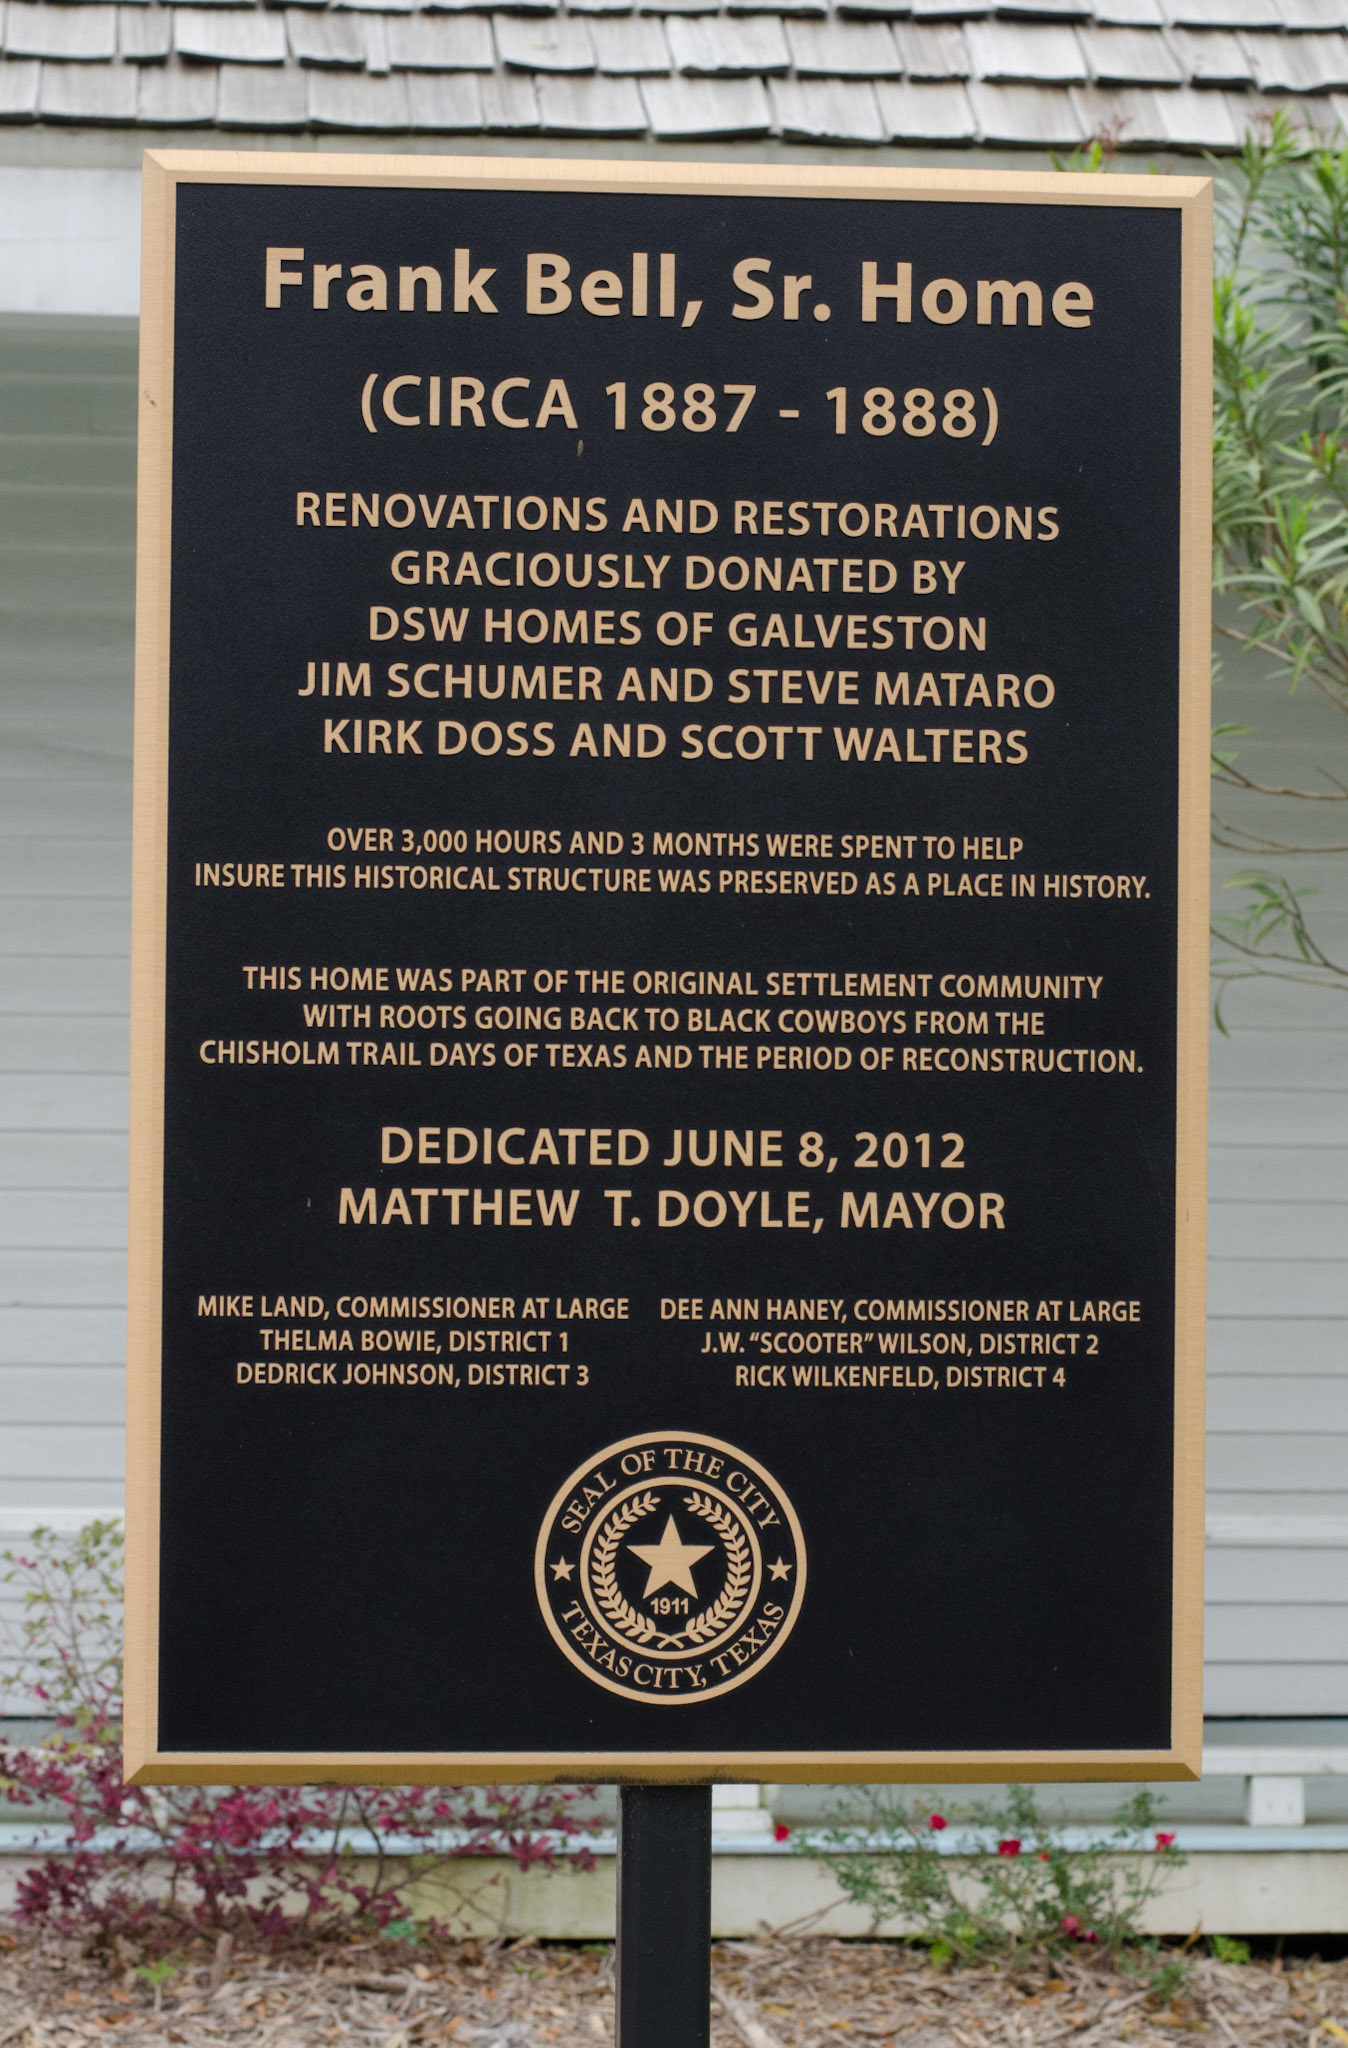 Frank Bell, Sr. Home
(CIRCA 1887 - 1888)
RENOVATIONS AND RESTORATIONS
GRACIOUSLY DONATED BY
DSW HOMES OF GALVESTON
JIM SCHUMER AND STEVE MATARO
KIRK DOSS AND SCOTT WALTERS
OVER 3,000 HOURS AND 3 MONTHS WERE SPENT TO HELP
INSURE THIS HISTORICAL STRUCTURE WAS PRESERVED AS A PLACE IN HISTORY.
THIS HOME WAS PART OF THE ORIGINAL SETTLEMENT COMMUNITY
WITH ROOTS GOING BACK TO BLACK COWBOYS FROM THE
CHISHOLM TRAIL DAYS OF TEXAS AND THE PERIOD OF RECONSTRUCTION.
DEDICATED JUNE 8, 2012
MATTHEW T. DOYLE, MAYOR
MIKE LAND, COMMISSIONER AT LARGE
THELMA BOWIE, DISTRICT 1
DEDRICK JOHNSON, DISTRICT 3
DEE ANN HANEY, COMMISSIONER AT LARGE
J.W. “SCOOTER” WILSON, DISTRICT 2
RICK WILKENFELD, DISTRICT 4
SEAL OF THE CITY
1911
TEXAS CITY, TEXAS